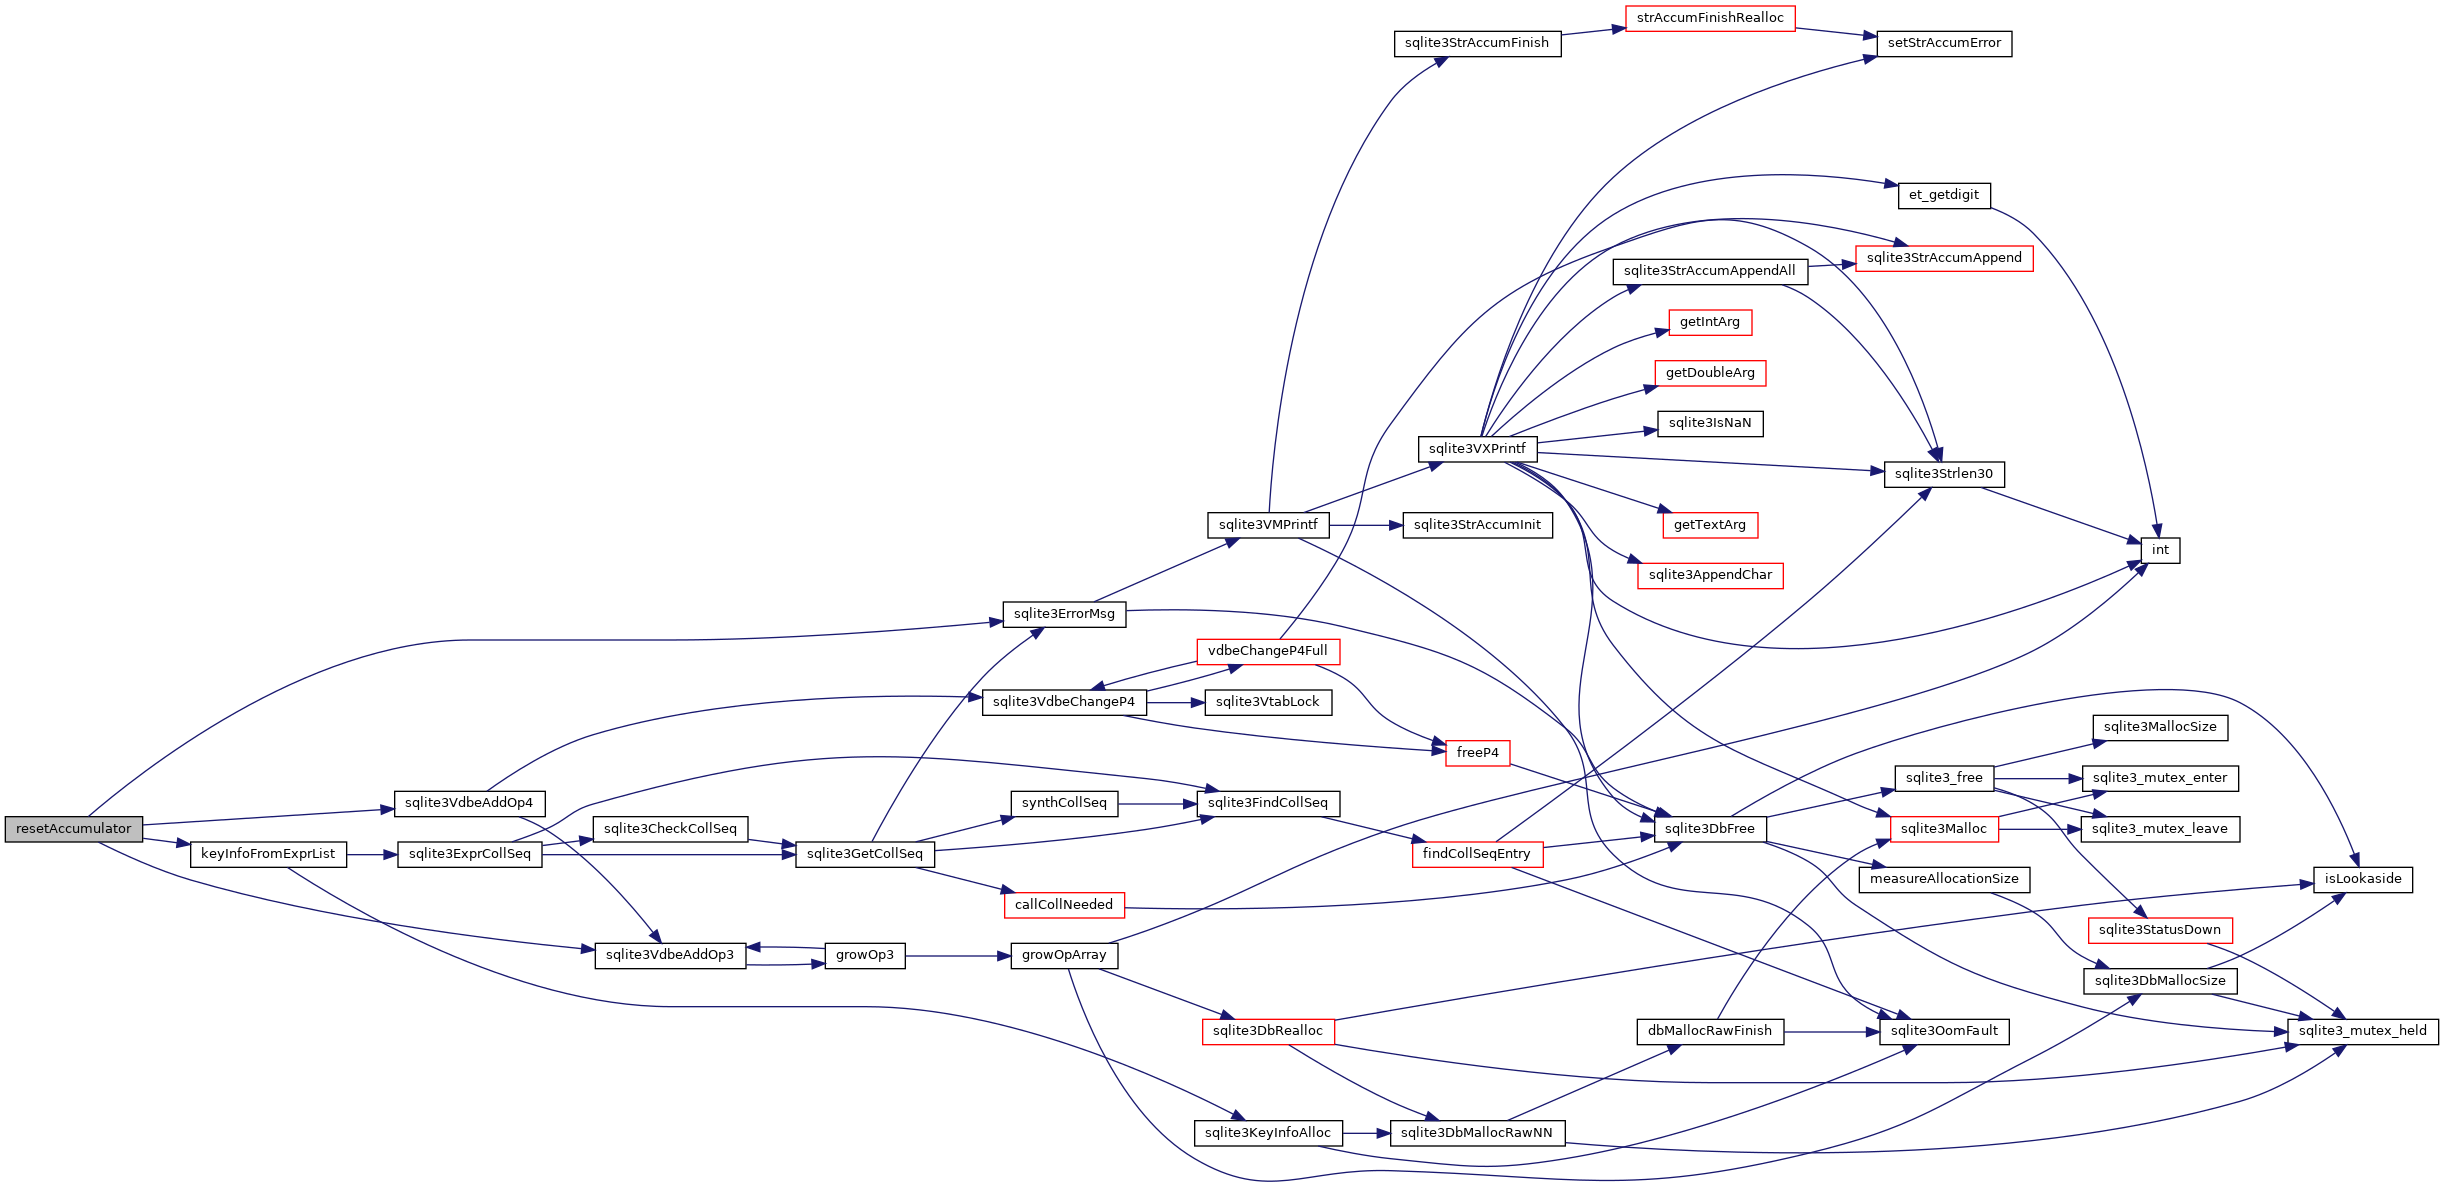 strAccumFinishRealloc
sqlite3StrAccumFinish
setStrAccumError
et_getdigit
sqlite3StrAccumAppend
sqlite3StrAccumAppendAll
getIntArg
getDoubleArg
sqlite3IsNaN
sqlite3VXPrintf
sqlite3Strlen30
sqlite3VMPrintf
sqlite3StrAccumInit
getTextArg
int
sqlite3AppendChar
sqlite3ErrorMsg
vdbeChangeP4Full
sqlite3VdbeChangeP4
sqlite3VtabLock
sqlite3MallocSize
freeP4
sqlite3_free
sqlite3_mutex_enter
sqlite3VdbeAddOp4
synthCollSeq
sqlite3FindCollSeq
resetAccumulator
sqlite3CheckCollSeq
sqlite3DbFree
sqlite3Malloc
sqlite3_mutex_leave
keyInfoFromExprList
sqlite3ExprCollSeq
sqlite3GetCollSeq
findCollSeqEntry
measureAllocationSize
isLookaside
callCollNeeded
sqlite3StatusDown
sqlite3VdbeAddOp3
growOp3
growOpArray
sqlite3DbMallocSize
sqlite3DbRealloc
dbMallocRawFinish
sqlite3OomFault
sqlite3_mutex_held
sqlite3KeyInfoAlloc
sqlite3DbMallocRawNN